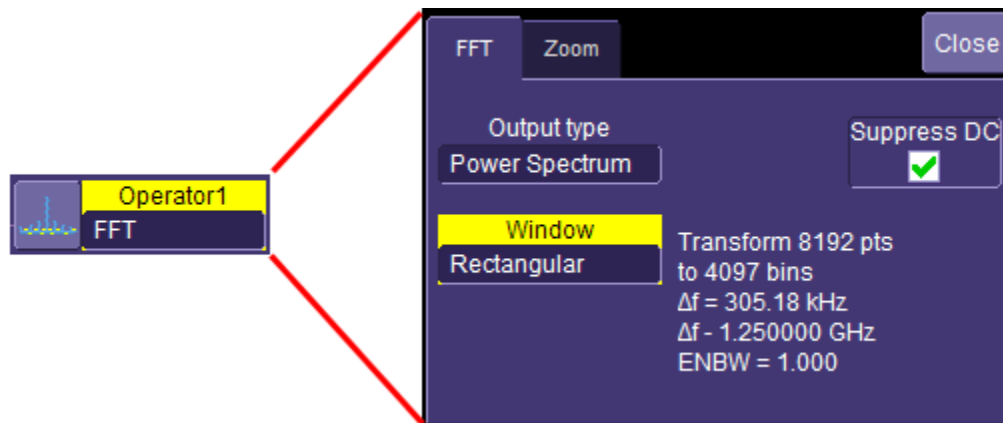 Operator1
FFT
FFT
Zoom
Close
Output type
Power Spectrum
Suppress DC
Window
Rectangular
Transform 8192 pts
to 4097 bins
Δf = 305.18 kHz
Δf - 1.250000 GHz
ENBW = 1.000